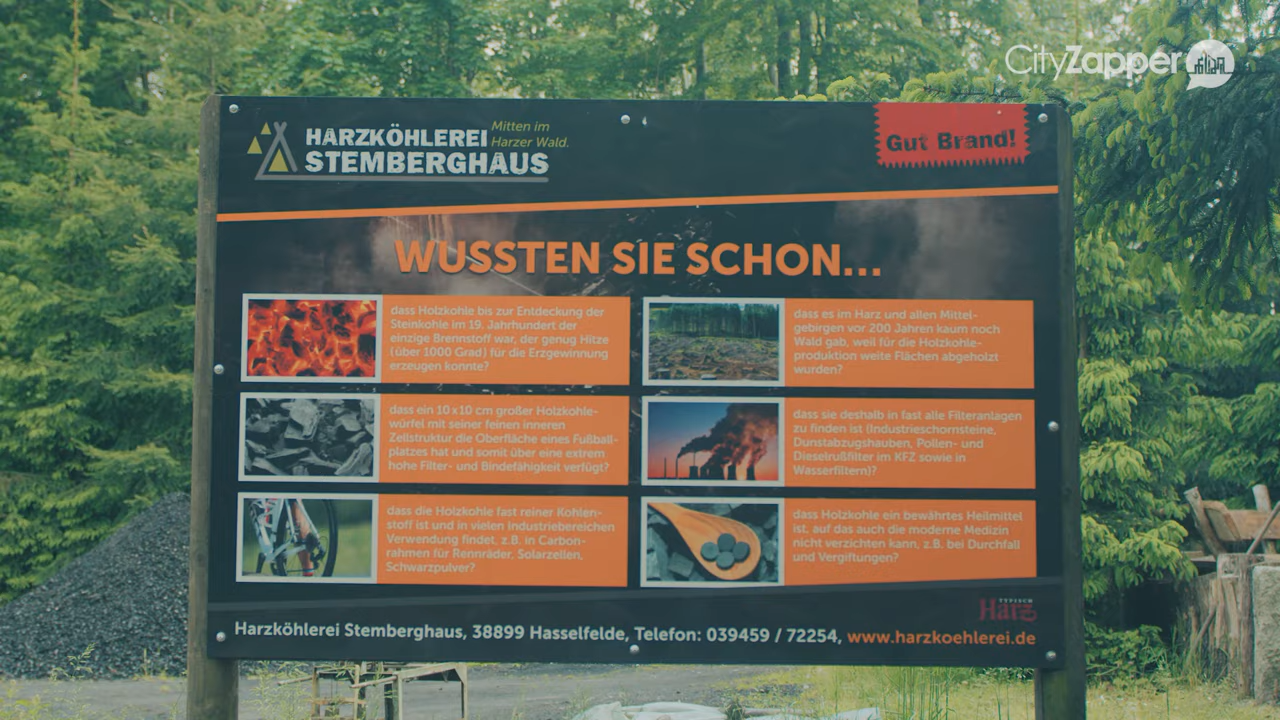 CityZapper
HARZKÖHLEREI
STEMBERGHAUS
Mitten im
Harzer Wald.
Gut Brand!
WUSSTEN SIE SCHON...
dass Holzkohle bis zur Entdeckung der
Steinkohle im 19. Jahrhundert der
einzige Brennstoff war, der genug Hitze
(über 1000 Grad) für die Erzgewinnung
erzeugen konnte?
dass es im Harz und allen Mittel-
gebirgen vor 200 Jahren kaum noch
Wald gab, weil für die Holzkohle-
produktion weite Flächen abgeholzt
wurden?
dass ein 10 x 10 cm großer Holzkohle-
würfel mit seiner feinen inneren
Zellstruktur die Oberfläche eines Fußball-
platzes hat und somit über eine extrem
hohe Filter- und Bindefähigkeit verfügt?
dass sie deshalb in fast alle Filteranlagen
zu finden ist (Industrieschornsteine,
Dunstabzugshauben, Pollen- und
Dieselrußfilter im KFZ sowie in
Wasserfiltern)?
dass die Holzkohle fast reiner Kohlen-
stoff ist und in vielen Industriebereichen
Verwendung findet, z.B. in Carbon-
rahmen für Rennräder, Solarzellen,
Schwarzpulver?
dass Holzkohle ein bewährtes Heilmittel
ist, auf das auch die moderne Medizin
nicht verzichten kann, z.B. bei Durchfall
und Vergiftungen?
TYPISCH
Harz
Harzköhlerei Stemberghaus, 38899 Hasselfelde, Telefon: 039459 / 72254, www.harzkoehlerei.de